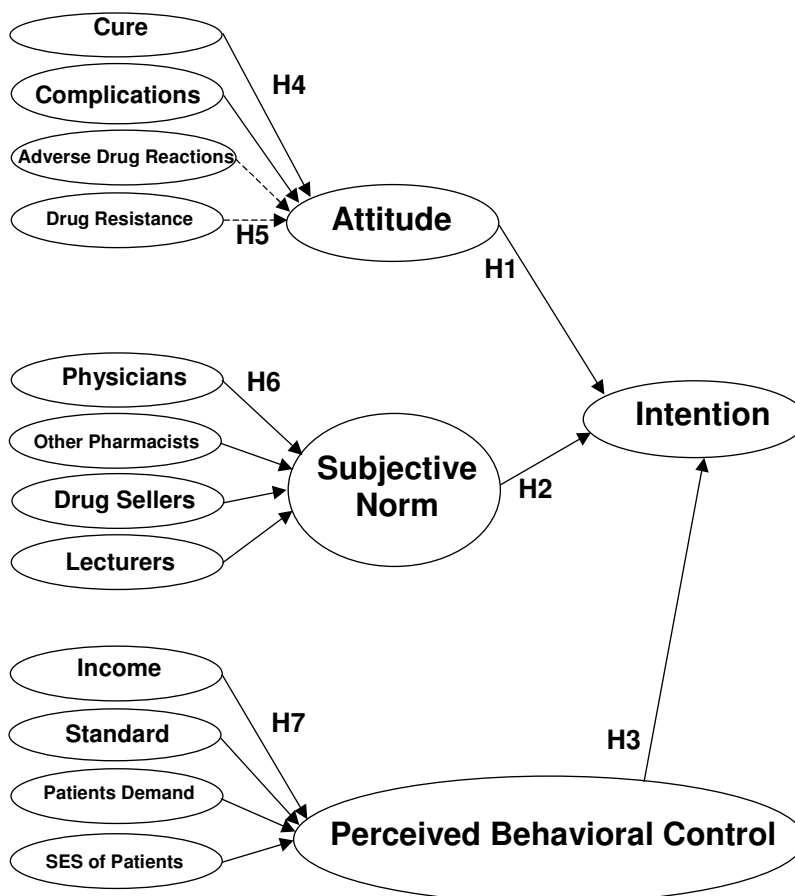 Cure
H4
Complications
Adverse Drug Reactions
Drug Resistance
H5
Attitude
H1
Physicians
H6
Other Pharmacists
Drug Sellers
Lecturers
Subjective
Norm
H2
Intention
Income
H7
Standard
Patients Demand
SES of Patients
H3
Perceived Behavioral Control